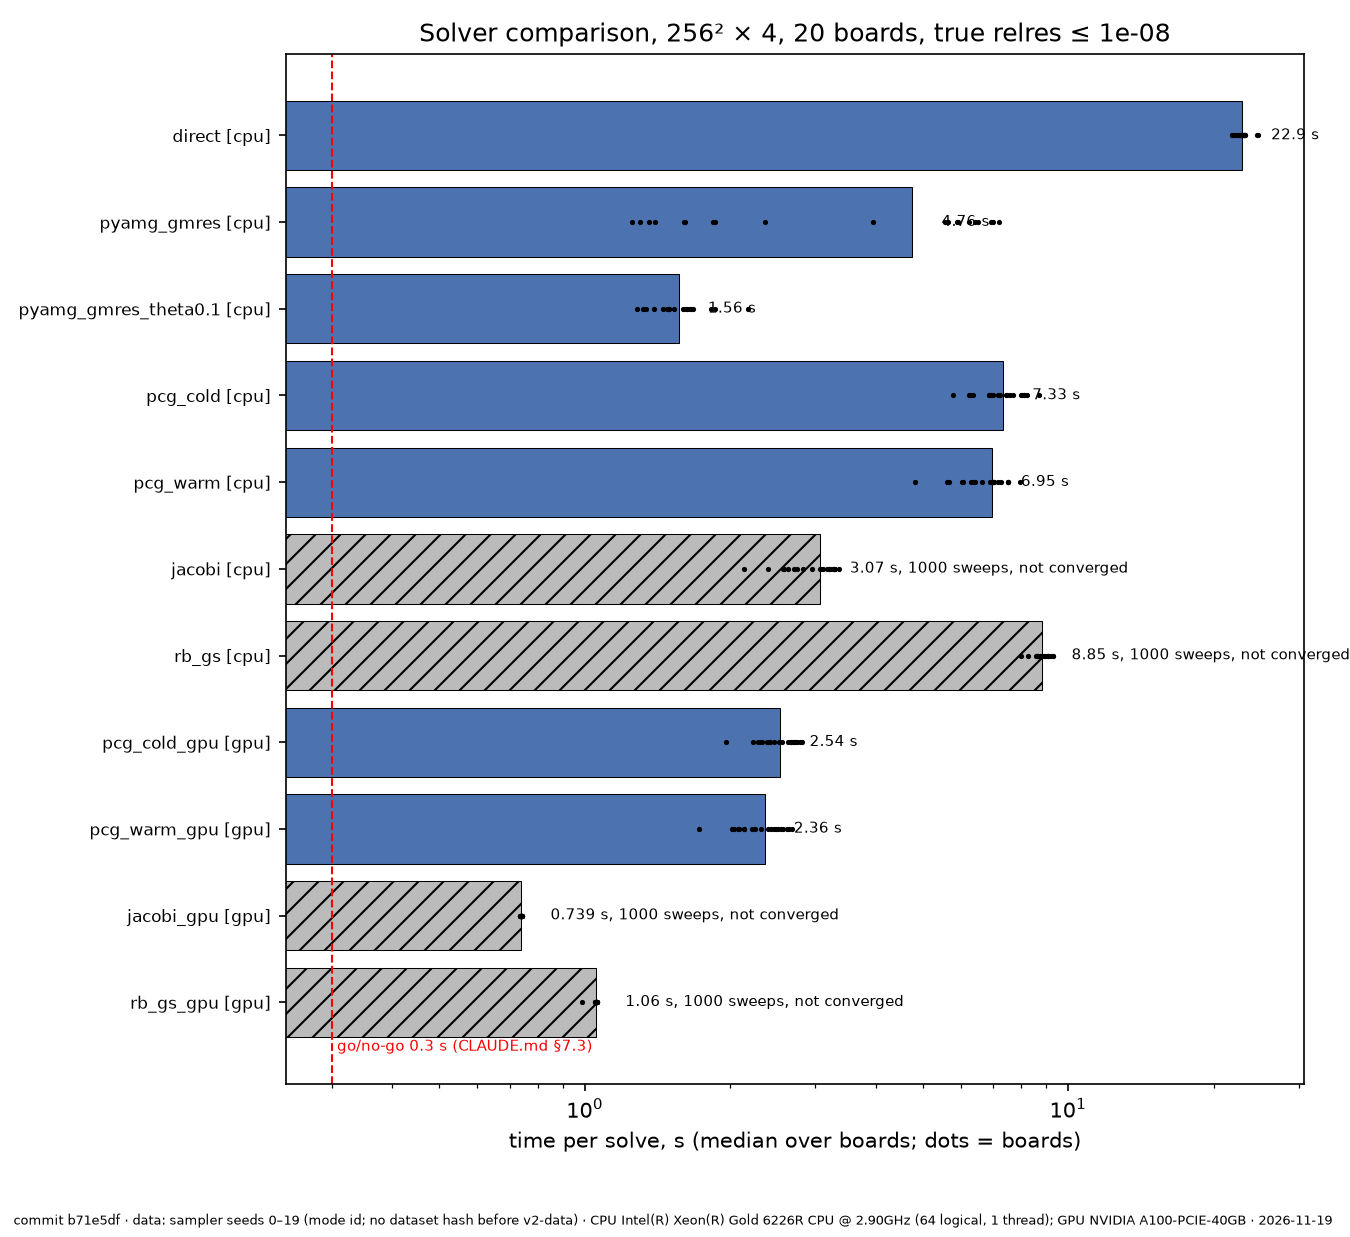 Solver comparison, 256² × 4, 20 boards, true relres ≤ 1e-08
direct [cpu]
22.9 s
pyamg_gmres [cpu]
4.76 s
pyamg_gmres_theta0.1 [cpu]
1.56 s
pcg_cold [cpu]
7.33 s
pcg_warm [cpu]
6.95 s
jacobi [cpu]
3.07 s, 1000 sweeps, not converged
rb_gs [cpu]
8.85 s, 1000 sweeps, not converged
pcg_cold_gpu [gpu]
2.54 s
pcg_warm_gpu [gpu]
2.36 s
jacobi_gpu [gpu]
0.739 s, 1000 sweeps, not converged
rb_gs_gpu [gpu]
1.06 s, 1000 sweeps, not converged
go/no-go 0.3 s (CLAUDE.md §7.3)
10⁰
10¹
time per solve, s (median over boards; dots = boards)
commit b71e5df · data: sampler seeds 0–19 (mode id; no dataset hash before v2-data) · CPU Intel(R) Xeon(R) Gold 6226R CPU @ 2.90GHz (64 logical, 1 thread); GPU NVIDIA A100-PCIE-40GB · 2026-11-19